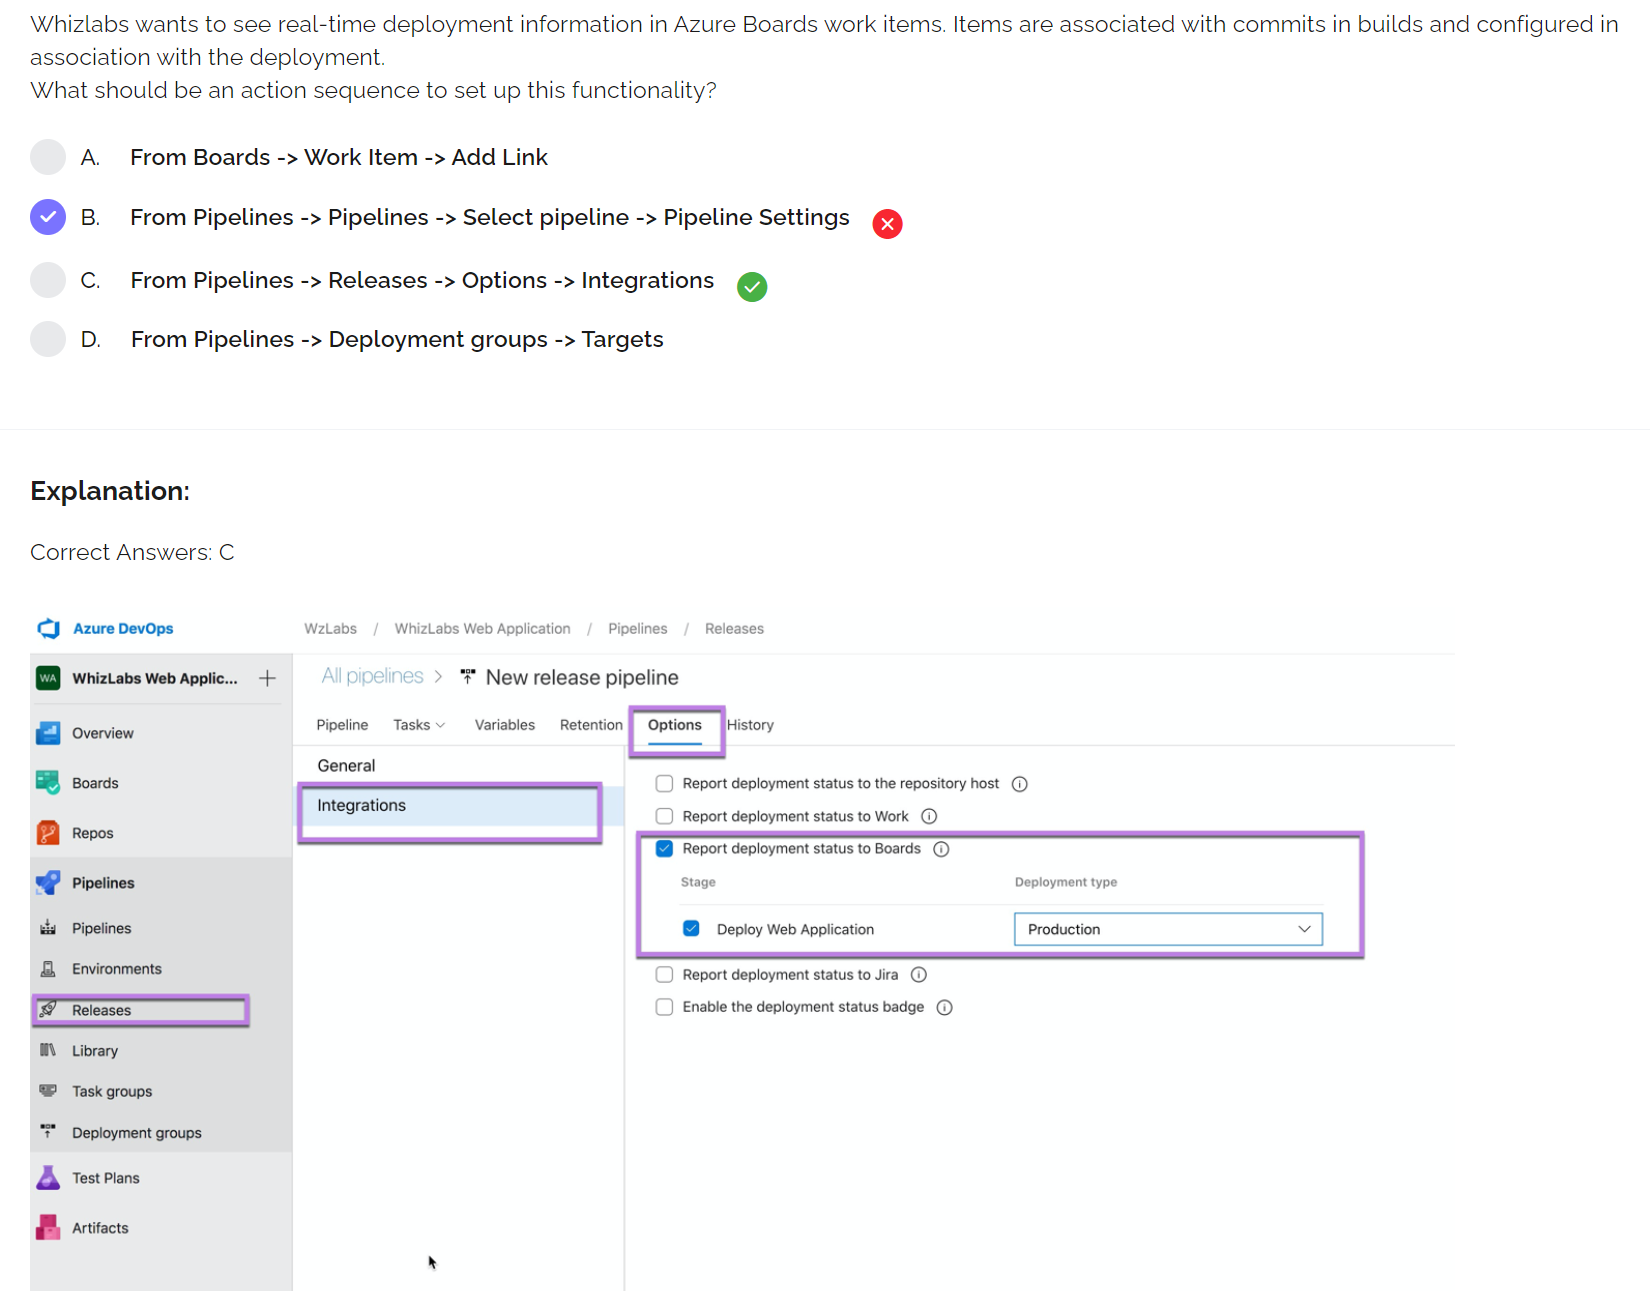 Whizlabs wants to see real-time deployment information in Azure Boards work items. Items are associated with commits in builds and configured in
association with the deployment.
What should be an action sequence to set up this functionality?
A. From Boards -> Work Item -> Add Link
B. From Pipelines -> Pipelines -> Select pipeline -> Pipeline Settings
C. From Pipelines -> Releases -> Options -> Integrations
D. From Pipelines -> Deployment groups -> Targets
Explanation:
Correct Answers: C
Azure DevOps
WzLabs / WhizLabs Web Application / Pipelines / Releases
WA WhizLabs Web Applic... +
All pipelines > New release pipeline
Pipeline Tasks Variables Retention Options History
Overview
Boards
Repos
Pipelines
Pipelines
Environments
Releases
Library
Task groups
Deployment groups
Test Plans
Artifacts
General
Integrations
Report deployment status to the repository host
Report deployment status to Work
Report deployment status to Boards
Stage Deployment type
Deploy Web Application Production
Report deployment status to Jira
Enable the deployment status badge